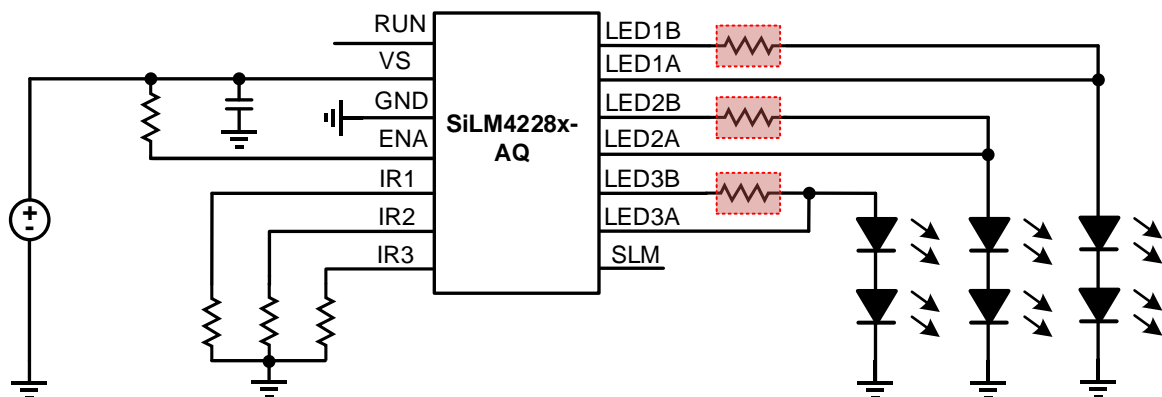 RUN
VS
GND
ENA
IR1
IR2
IR3
SiLM4228x-
AQ
LED1B
LED1A
LED2B
LED2A
LED3B
LED3A
SLM
+
-